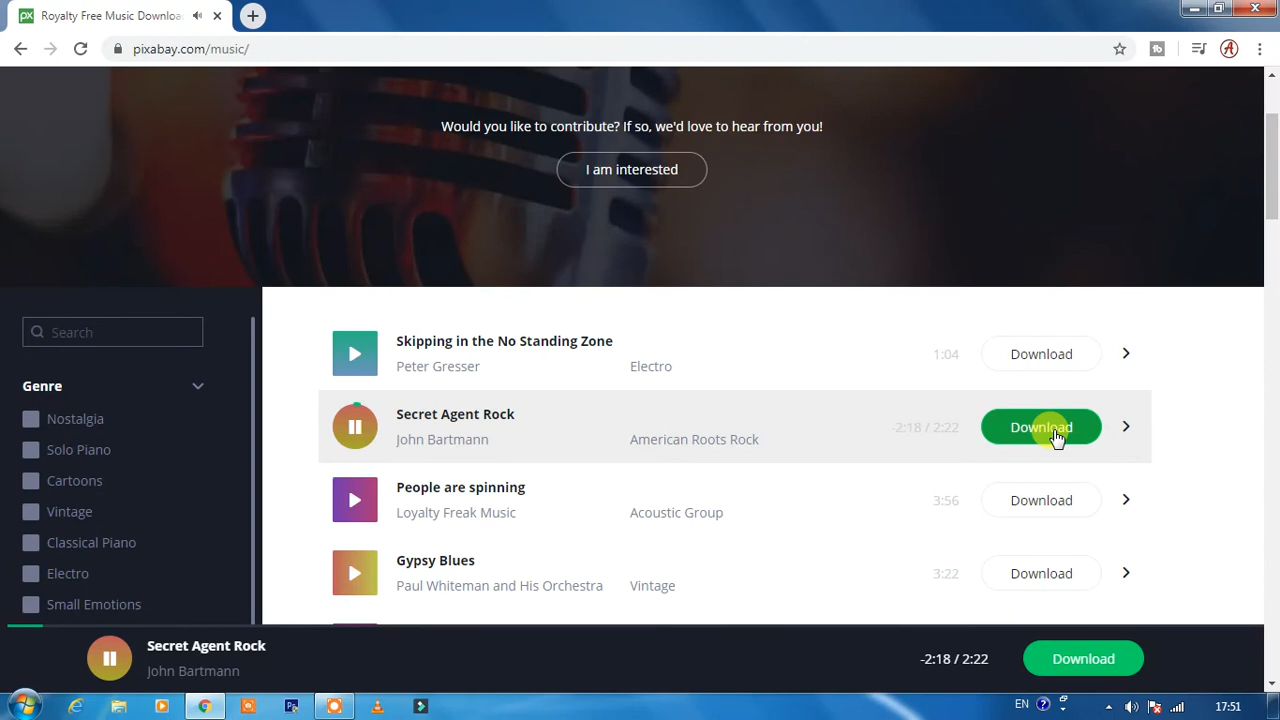 Royalty Free Music Downloa
pixabay.com/music/
Would you like to contribute? If so, we'd love to hear from you!
I am interested
Search
Genre
Nostalgia
Solo Piano
Cartoons
Vintage
Classical Piano
Electro
Small Emotions
Skipping in the No Standing Zone
Peter Gresser Electro 1:04 Download
Secret Agent Rock
John Bartmann American Roots Rock -2:18 / 2:22 Download
People are spinning
Loyalty Freak Music Acoustic Group 3:56 Download
Gypsy Blues
Paul Whiteman and His Orchestra Vintage 3:22 Download
Secret Agent Rock
John Bartmann -2:18 / 2:22 Download
EN 17:51